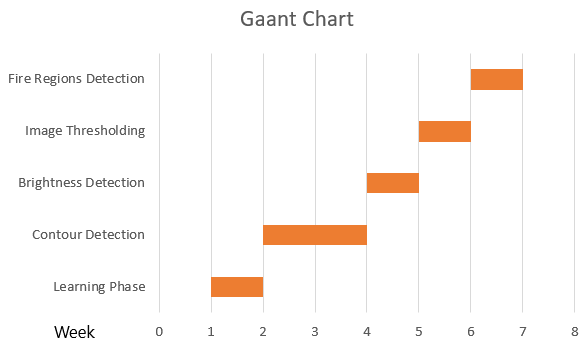 Gaant Chart
Fire Regions Detection
Image Thresholding
Brightness Detection
Contour Detection
Learning Phase
Week 0 1 2 3 4 5 6 7 8